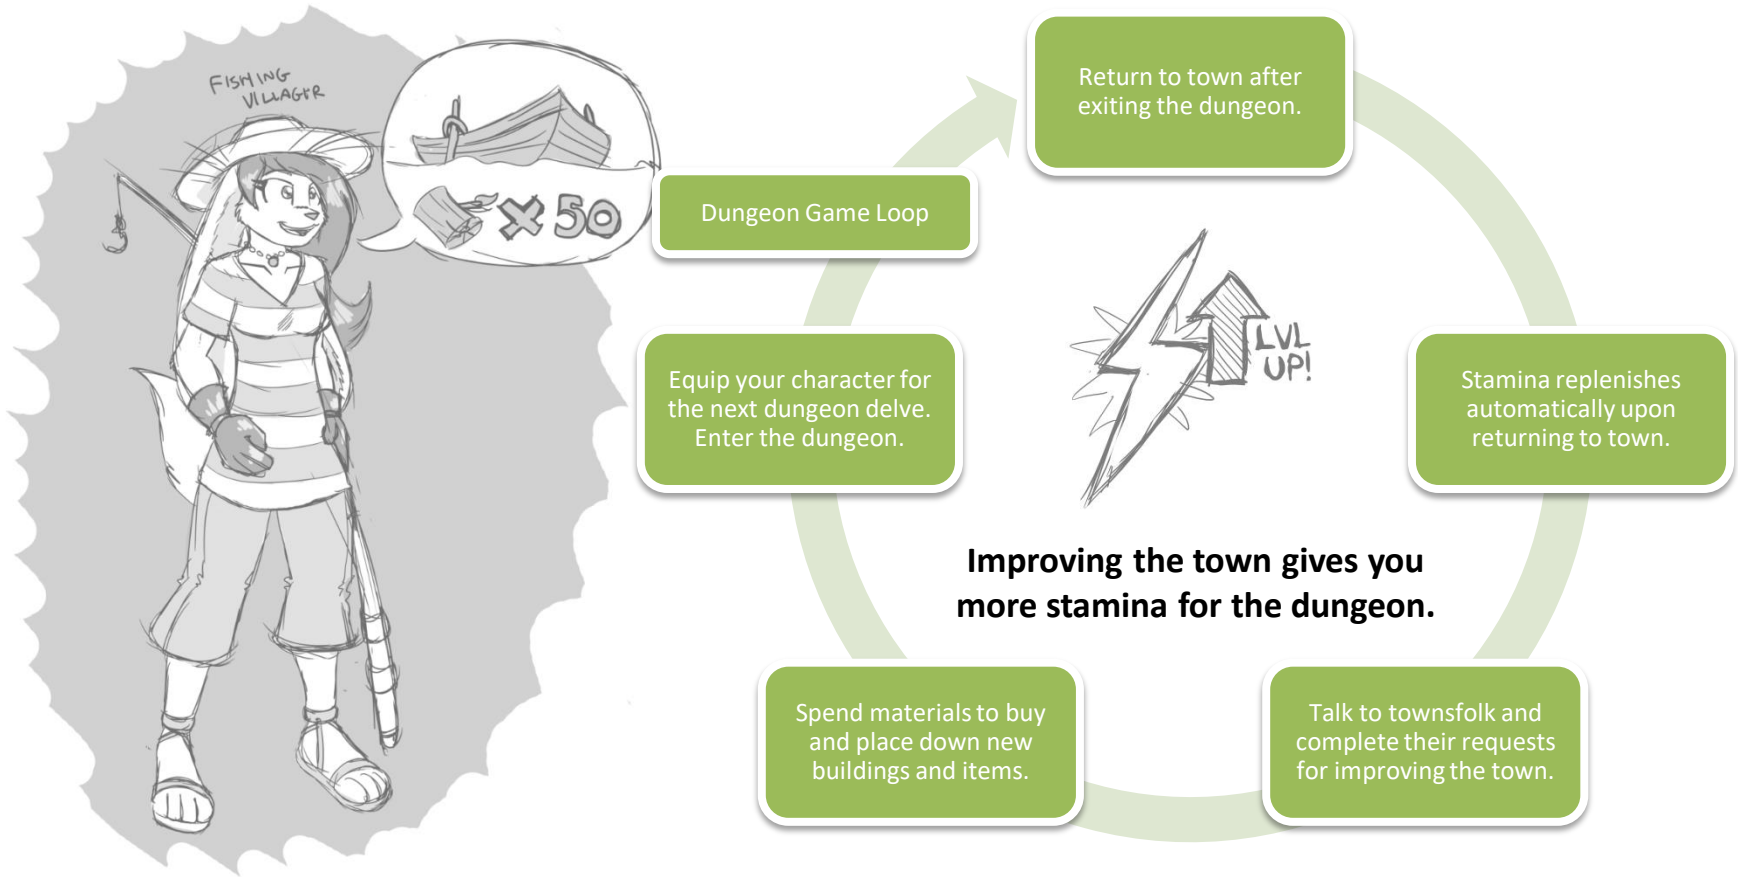 FISHING
VILLAGER
X 50
Return to town after
exiting the dungeon.
Dungeon Game Loop
Equip your character for
the next dungeon delve.
Enter the dungeon.
LVL
UP!
Stamina replenishes
automatically upon
returning to town.
Improving the town gives you
more stamina for the dungeon.
Spend materials to buy
and place down new
buildings and items.
Talk to townsfolk and
complete their requests
for improving the town.